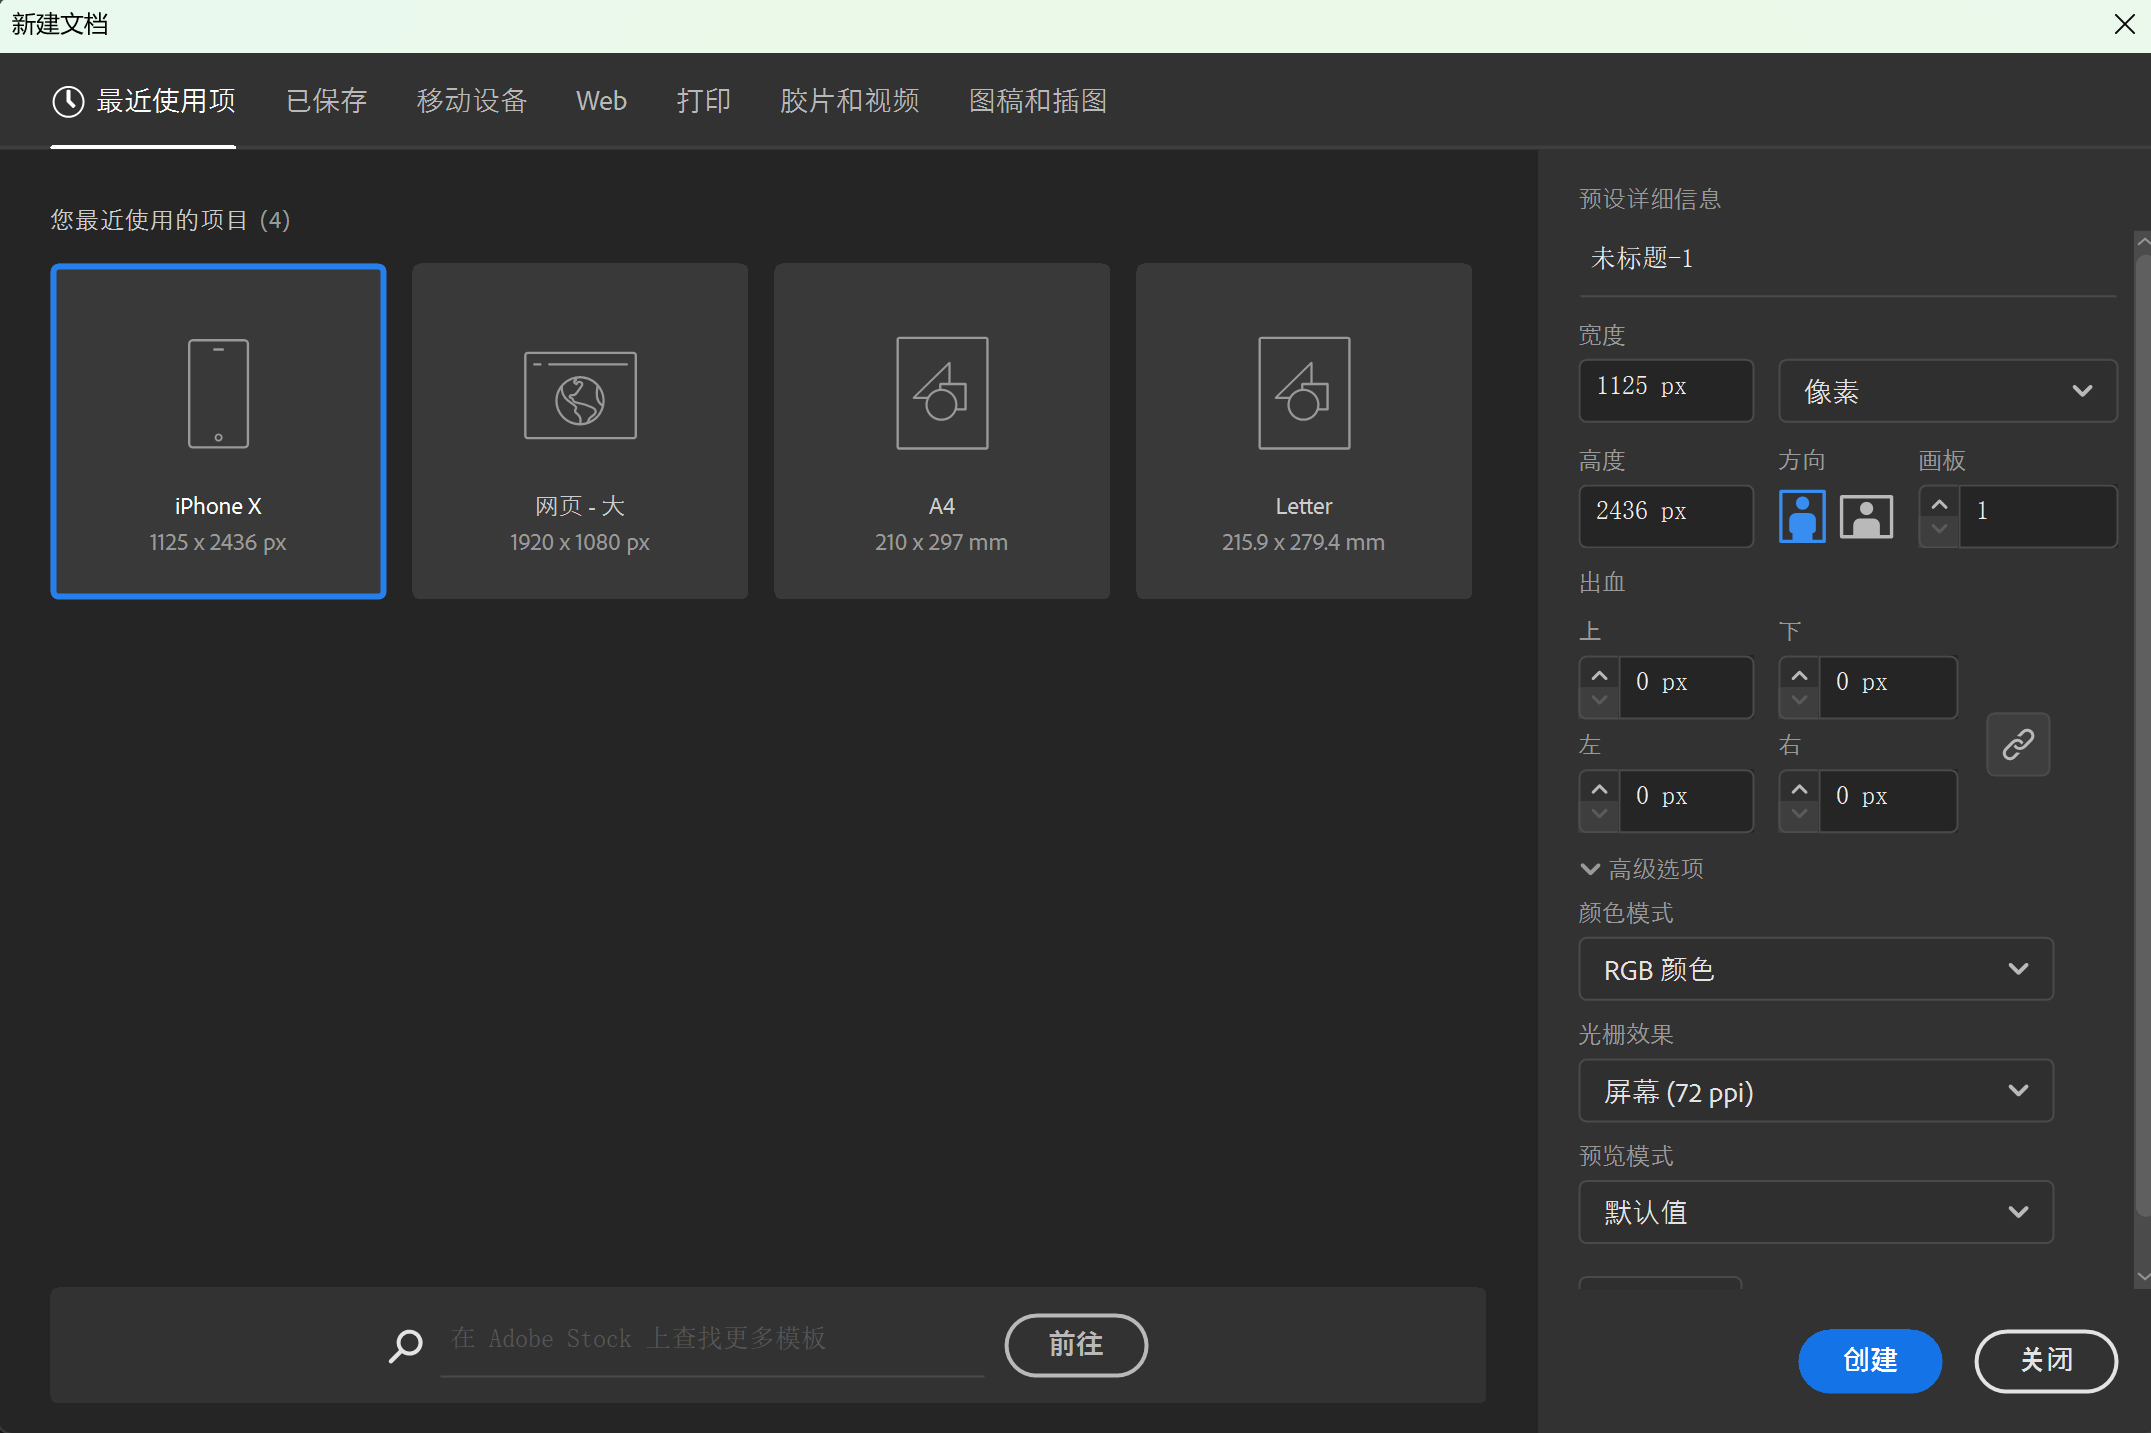 新建文档
最近使用项 已保存 移动设备 Web 打印 胶片和视频 图稿和插图
您最近使用的项目 (4)
iPhone X
1125 x 2436 px
网页 - 大
1920 x 1080 px
A4
210 x 297 mm
Letter
215.9 x 279.4 mm
在 Adobe Stock 上查找更多模板
前往
预设详细信息
未标题-1
宽度
1125 px 像素
高度 方向 画板
2436 px 1
出血
上 下
0 px 0 px
左 右
0 px 0 px
高级选项
颜色模式
RGB 颜色
光栅效果
屏幕 (72 ppi)
预览模式
默认值
创建 关闭